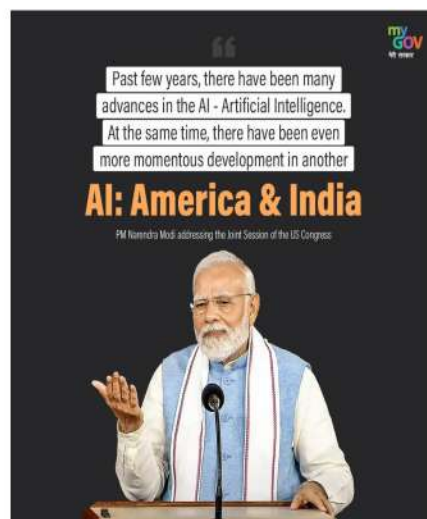 my
GOV
मेरी सरकार
“
Past few years, there have been many
advances in the AI - Artificial Intelligence.
At the same time, there have been even
more momentous development in another
AI: America & India
PM Narendra Modi addressing the Joint Session of the US Congress